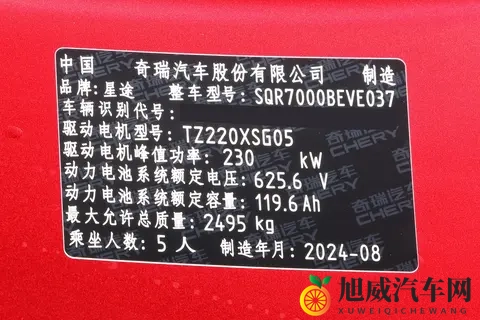 中国 奇瑞汽车股份有限公司 制造
品牌: 星途 整车型号: SQR7000BEVE037
车辆识别代号:
驱动电机型号: TZ220XSG05
驱动电机峰值功率: 230 kW
动力电池系统额定电压: 625.6 V
动力电池系统额定容量: 119.6 Ah
最大允许总质量: 2495 kg
乘坐人数: 5 人 制造年月: 2024-08
奇瑞汽车
CHERY
旭威汽车网
XUWEIQICHEWANG